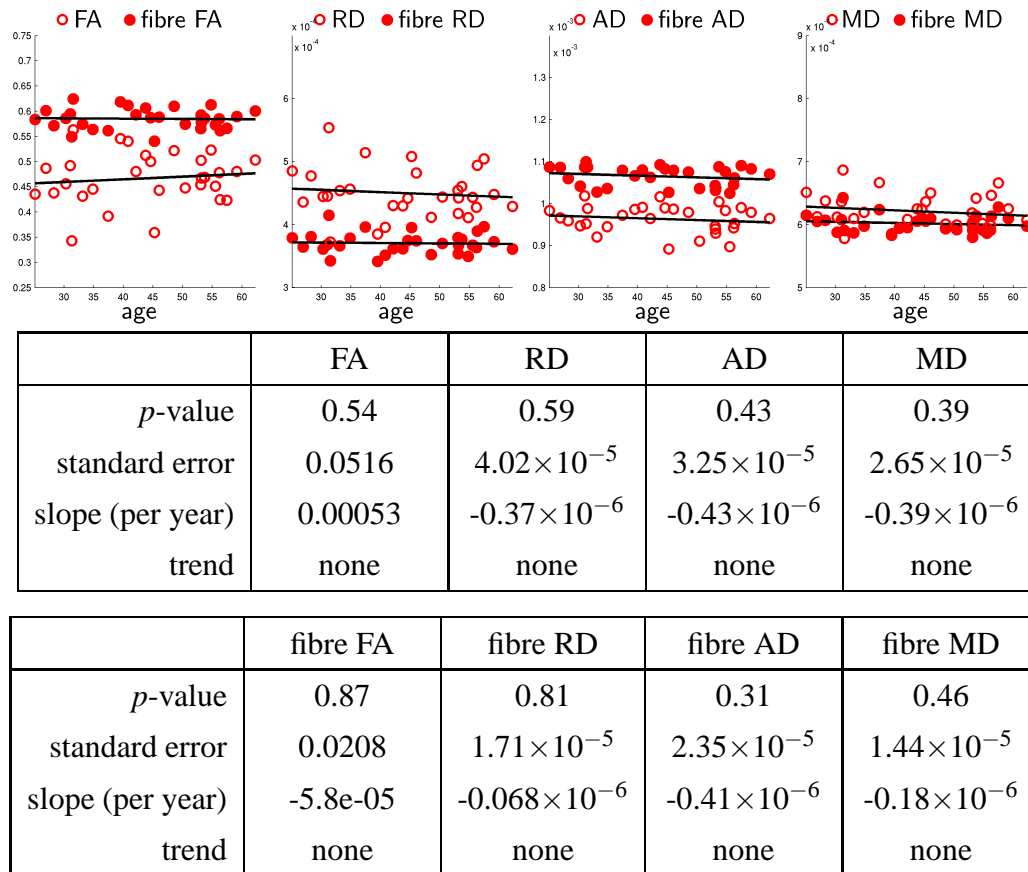 FA fibre FA
RD fibre RD
AD fibre AD
MD fibre MD
x 10⁻⁴
x 10⁻³
x 10⁻⁴
0.75
0.7
0.65
0.6
0.55
0.5
0.45
0.4
0.35
0.3
0.25
30 35 40 45 50 55 60
age
6
5
4
3
30 35 40 45 50 55 60
age
1.3
1.2
1.1
1
0.9
0.8
30 35 40 45 50 55 60
age
9
8
7
6
5
30 35 40 45 50 55 60
age
FA RD AD MD
p-value 0.54 0.59 0.43 0.39
standard error 0.0516 4.02×10⁻⁵ 3.25×10⁻⁵ 2.65×10⁻⁵
slope (per year) 0.00053 -0.37×10⁻⁶ -0.43×10⁻⁶ -0.39×10⁻⁶
trend none none none none
fibre FA fibre RD fibre AD fibre MD
p-value 0.87 0.81 0.31 0.46
standard error 0.0208 1.71×10⁻⁵ 2.35×10⁻⁵ 1.44×10⁻⁵
slope (per year) -5.8e-05 -0.068×10⁻⁶ -0.41×10⁻⁶ -0.18×10⁻⁶
trend none none none none